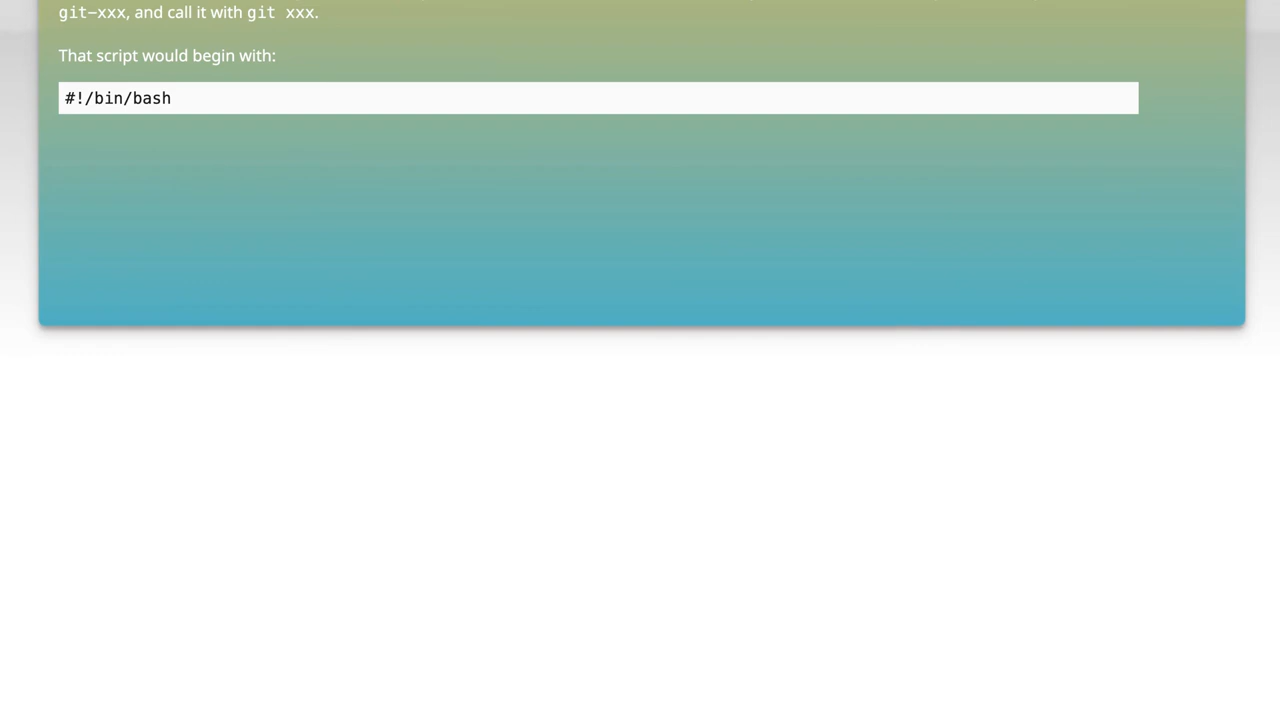 git-xxx, and call it with git xxx.
That script would begin with:
#!/bin/bash